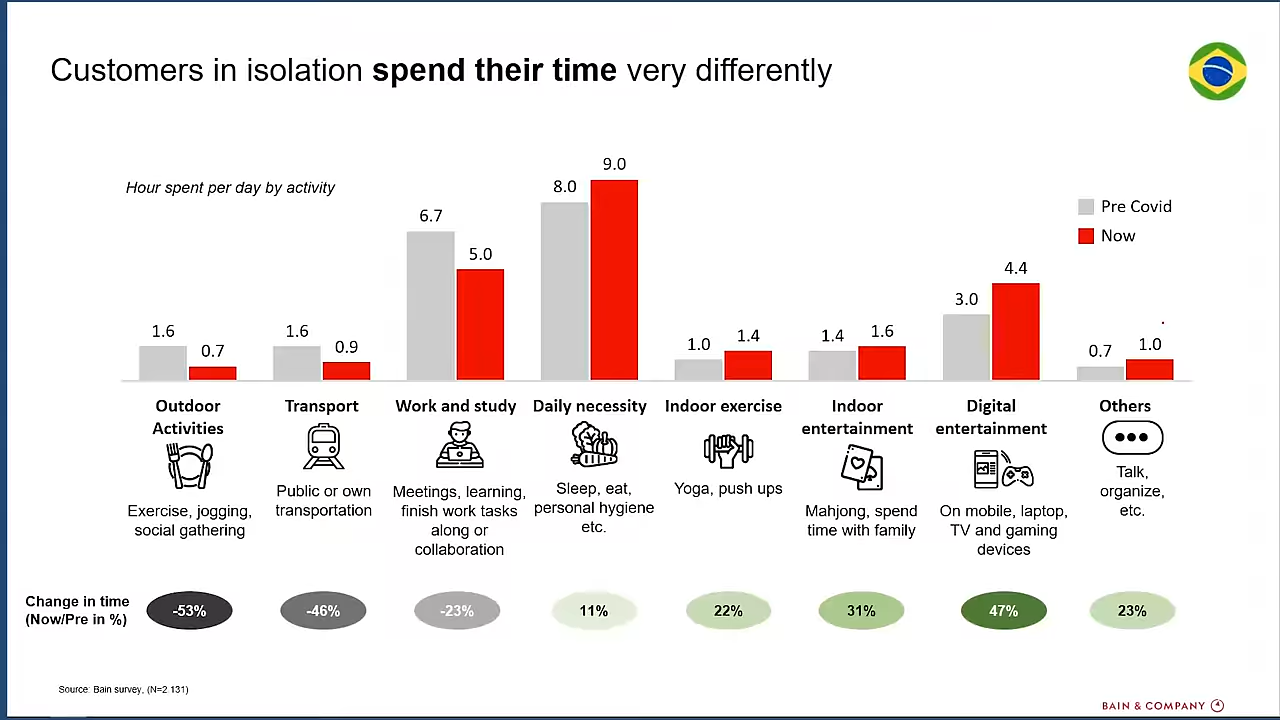 Customers in isolation spend their time very differently
Hour spent per day by activity
Pre Covid
Now
1.6
0.7
1.6
0.9
6.7
5.0
8.0
9.0
1.0
1.4
1.4
1.6
3.0
4.4
0.7
1.0
Outdoor
Activities
Exercise, jogging,
social gathering
Transport
Public or own
transportation
Work and study
Meetings, learning,
finish work tasks
along or
collaboration
Daily necessity
Sleep, eat,
personal hygiene
etc.
Indoor exercise
Yoga, push ups
Indoor
entertainment
Mahjong, spend
time with family
Digital
entertainment
On mobile, laptop,
TV and gaming
devices
Others
Talk,
organize,
etc.
Change in time
(Now/Pre in %)
-53%
-46%
-23%
11%
22%
31%
47%
23%
Source: Bain survey, (N=2.131)
BAIN & COMPANY